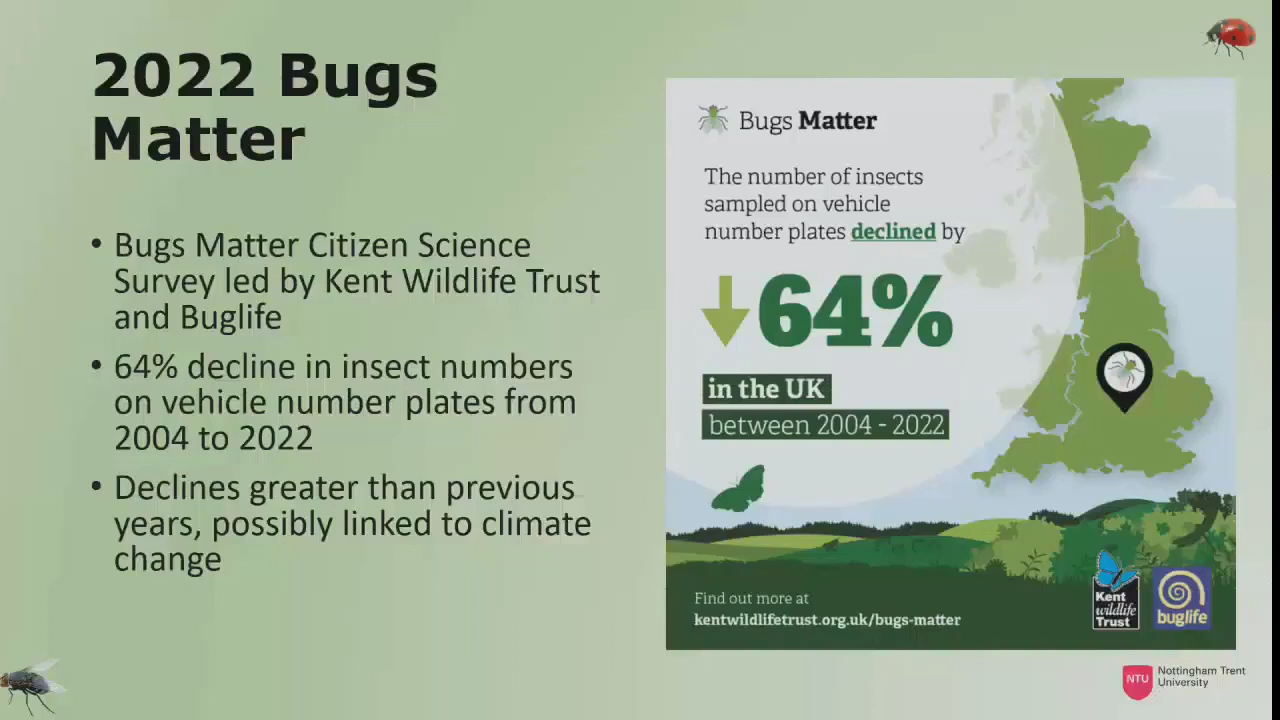 2022 Bugs
Matter
• Bugs Matter Citizen Science
Survey led by Kent Wildlife Trust
and Buglife
• 64% decline in insect numbers
on vehicle number plates from
2004 to 2022
• Declines greater than previous
years, possibly linked to climate
change
Bugs Matter
The number of insects
sampled on vehicle
number plates declined by
64%
in the UK
between 2004 - 2022
Find out more at
kentwildlifetrust.org.uk/bugs-matter
Kent
wildlife
Trust
buglife
NTU
Nottingham Trent
University